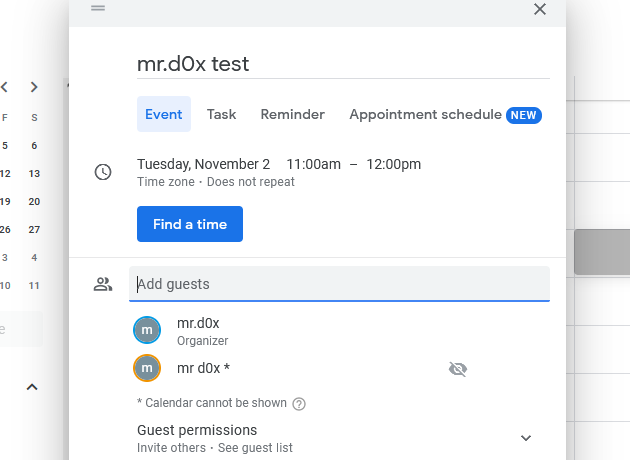 mr.d0x test
Event Task Reminder Appointment schedule NEW
F S
5 6
12 13
19 20
26 27
3 4
10 11
e
Tuesday, November 2 11:00am – 12:00pm
Time zone · Does not repeat
Find a time
Add guests
m mr.d0x
Organizer
m mr d0x *
* Calendar cannot be shown ?
Guest permissions
Invite others · See guest list